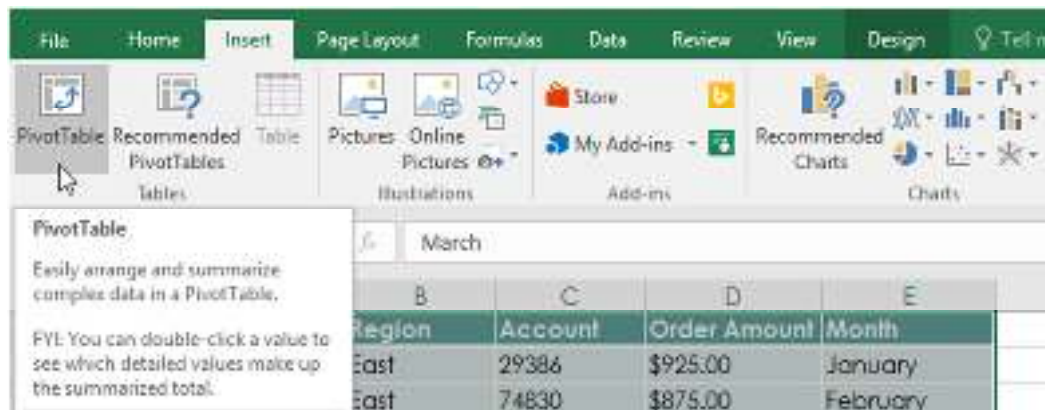 File Home Insert Page Layout Formulas Data Review View Design Tell
PivotTable Recommended PivotTables Table Pictures Online Pictures Store My Add-ins Recommended Charts
Tables Illustrations Add-ins Charts
PivotTable
Easily arrange and summarize
complex data in a PivotTable.
FYI: You can double-click a value to
see which detailed values make up
the summarized total.
fx March
B C D E
Region Account Order Amount Month
East 29386 $925.00 January
East 74830 $875.00 February